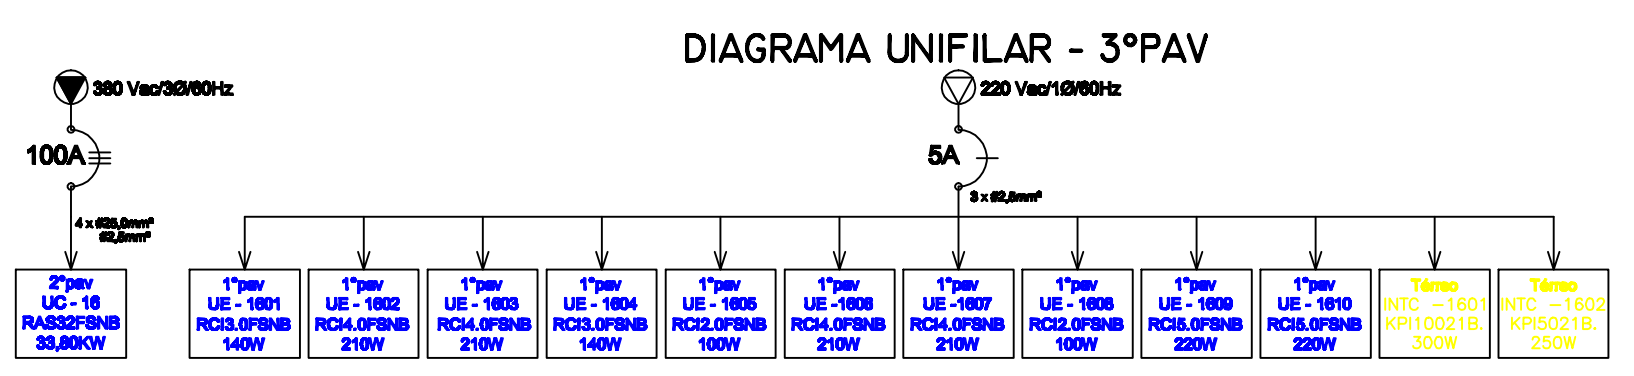 DIAGRAMA UNIFILAR - 3°PAV
380 Vac/3Ø/60Hz
100A
4 x #25,0mm²
#2,5mm²
2°pav
UC - 16
RAS32FSNB
33,80KW
220 Vac/1Ø/60Hz
5A
3 x #2,5mm²
1°pav
UE - 1601
RCI3.0FSNB
140W
1°pav
UE - 1602
RCI4.0FSNB
210W
1°pav
UE - 1603
RCI4.0FSNB
210W
1°pav
UE - 1604
RCI3.0FSNB
140W
1°pav
UE - 1605
RCI2.0FSNB
100W
1°pav
UE -1606
RCI4.0FSNB
210W
1°pav
UE -1607
RCI4.0FSNB
210W
1°pav
UE - 1608
RCI2.0FSNB
100W
1°pav
UE - 1609
RCI5.0FSNB
220W
1°pav
UE - 1610
RCI5.0FSNB
220W
Térreo
INTC -1601
KPI10021B.
300W
Térreo
INTC -1602
KPI5021B.
250W